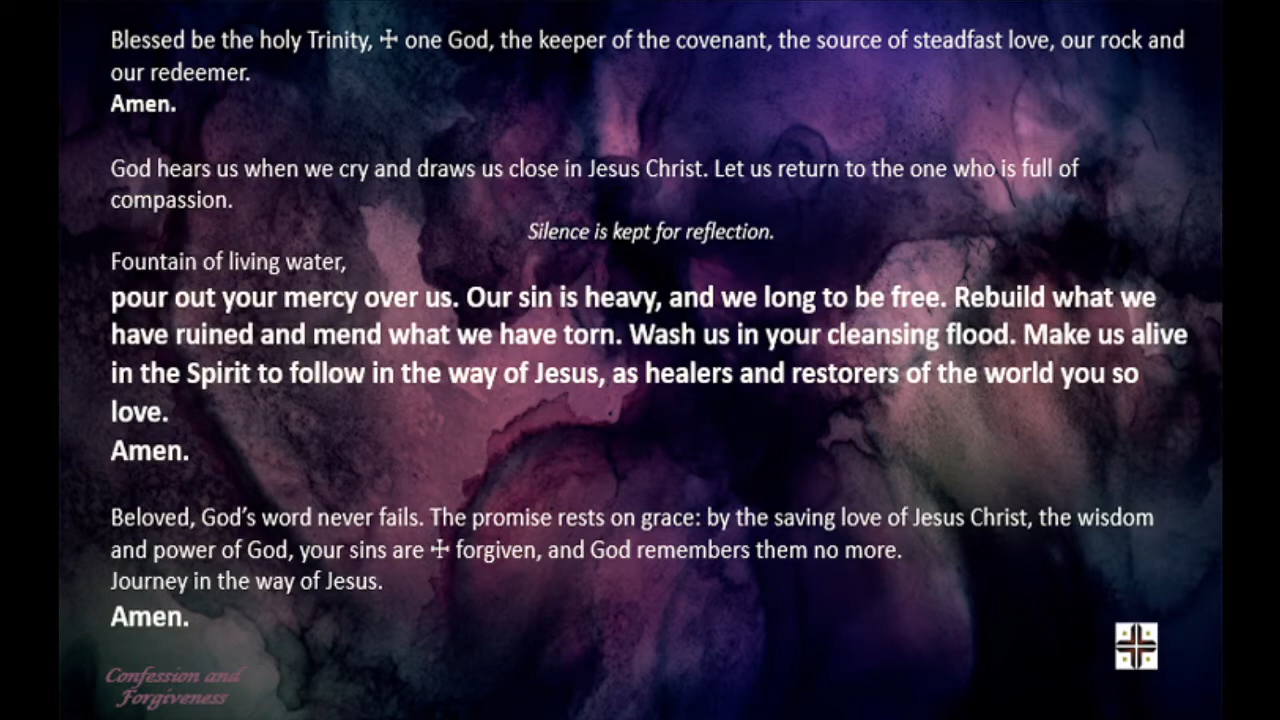 Blessed be the holy Trinity, ☩ one God, the keeper of the covenant, the source of steadfast love, our rock and
our redeemer.
Amen.
God hears us when we cry and draws us close in Jesus Christ. Let us return to the one who is full of
compassion.
Silence is kept for reflection.
Fountain of living water,
pour out your mercy over us. Our sin is heavy, and we long to be free. Rebuild what we
have ruined and mend what we have torn. Wash us in your cleansing flood. Make us alive
in the Spirit to follow in the way of Jesus, as healers and restorers of the world you so
love.
Amen.
Beloved, God’s word never fails. The promise rests on grace: by the saving love of Jesus Christ, the wisdom
and power of God, your sins are ☩ forgiven, and God remembers them no more.
Journey in the way of Jesus.
Amen.
Confession and
Forgiveness